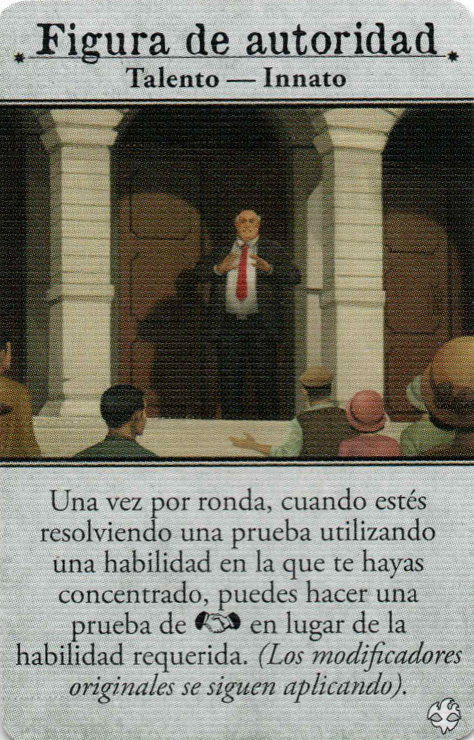 Figura de autoridad
Talento — Innato
Una vez por ronda, cuando estés
resolviendo una prueba utilizando
una habilidad en la que te hayas
concentrado, puedes hacer una
prueba de en lugar de la
habilidad requerida. (Los modificadores
originales se siguen aplicando).